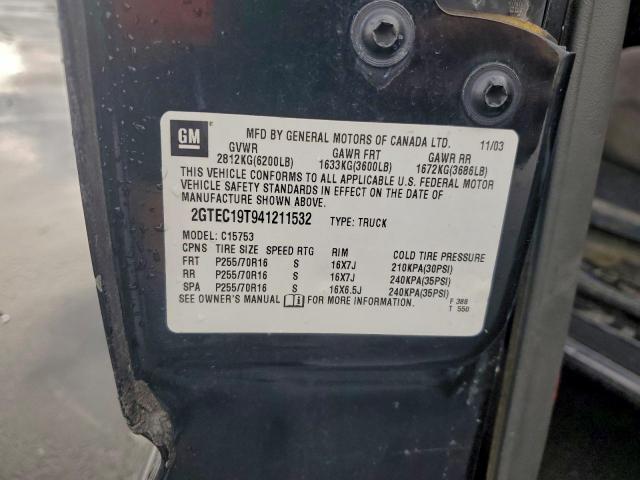 GM
MFD BY GENERAL MOTORS OF CANADA LTD. 11/03
GVWR GAWR FRT GAWR RR
2812KG(6200LB) 1633KG(3600LB) 1672KG(3686LB)
THIS VEHICLE CONFORMS TO ALL APPLICABLE U.S. FEDERAL MOTOR
VEHICLE SAFETY STANDARDS IN EFFECT ON THE DATE OF
MANUFACTURE SHOWN ABOVE.
2GTEC19T941211532 TYPE: TRUCK
MODEL: C15753
CPNS TIRE SIZE SPEED RTG RIM COLD TIRE PRESSURE
FRT P255/70R16 S 16X7J 210KPA(30PSI)
RR P255/70R16 S 16X7J 240KPA(35PSI)
SPA P255/70R16 S 16X6.5J 240KPA(35PSI)
SEE OWNER'S MANUAL FOR MORE INFORMATION.
F 388
T 550